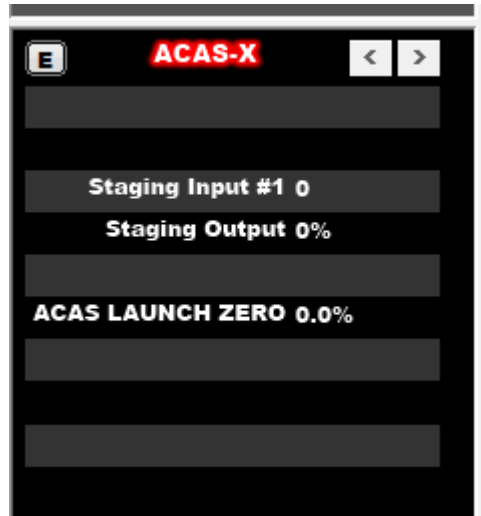 E ACAS-X < >
Staging Input #1 0
Staging Output 0%
ACAS LAUNCH ZERO 0.0%